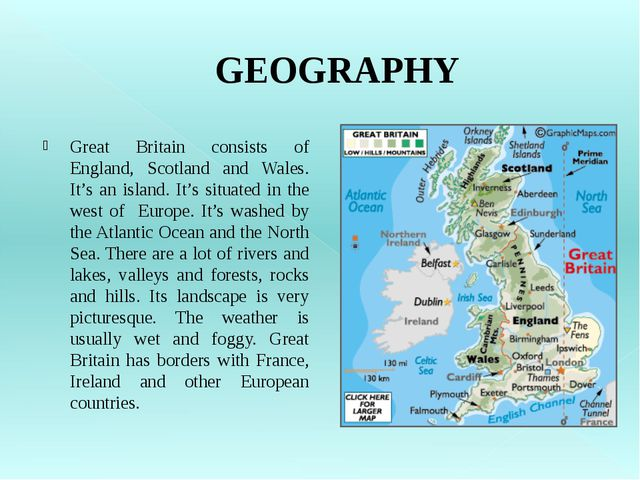 GEOGRAPHY
Great Britain consists of
England, Scotland and Wales.
It’s an island. It’s situated in the
west of Europe. It’s washed by
the Atlantic Ocean and the North
Sea. There are a lot of rivers and
lakes, valleys and forests, rocks
and hills. Its landscape is very
picturesque. The weather is
usually wet and foggy. Great
Britain has borders with France,
Ireland and other European
countries.
GREAT BRITAIN
LOW / HILLS / MOUNTAINS
Orkney
Islands
©GraphicMaps.com
Shetland
Islands
0°
Prime
Meridian
Outer Hebrides
Highlands
Scotland
Inverness
Aberdeen
Atlantic
Ocean
North
Sea
Ben
Nevis
Edinburgh
Glasgow
Sunderland
Northern
Ireland
Great
Britain
Belfast
Carlisle
PENNINES
Leeds
Dublin
Irish Sea
Liverpool
Ireland
Cambrian
Mts.
England
The
Fens
Birmingham
130 mi
Celtic
Sea
Wales
Oxford
London
130 km
Cardiff
Thames
Portsmouth
Dover
Plymouth
Exeter
CLICK HERE
FOR
LARGER
MAP
Falmouth
English Channel
0°
Channel
Tunnel
France